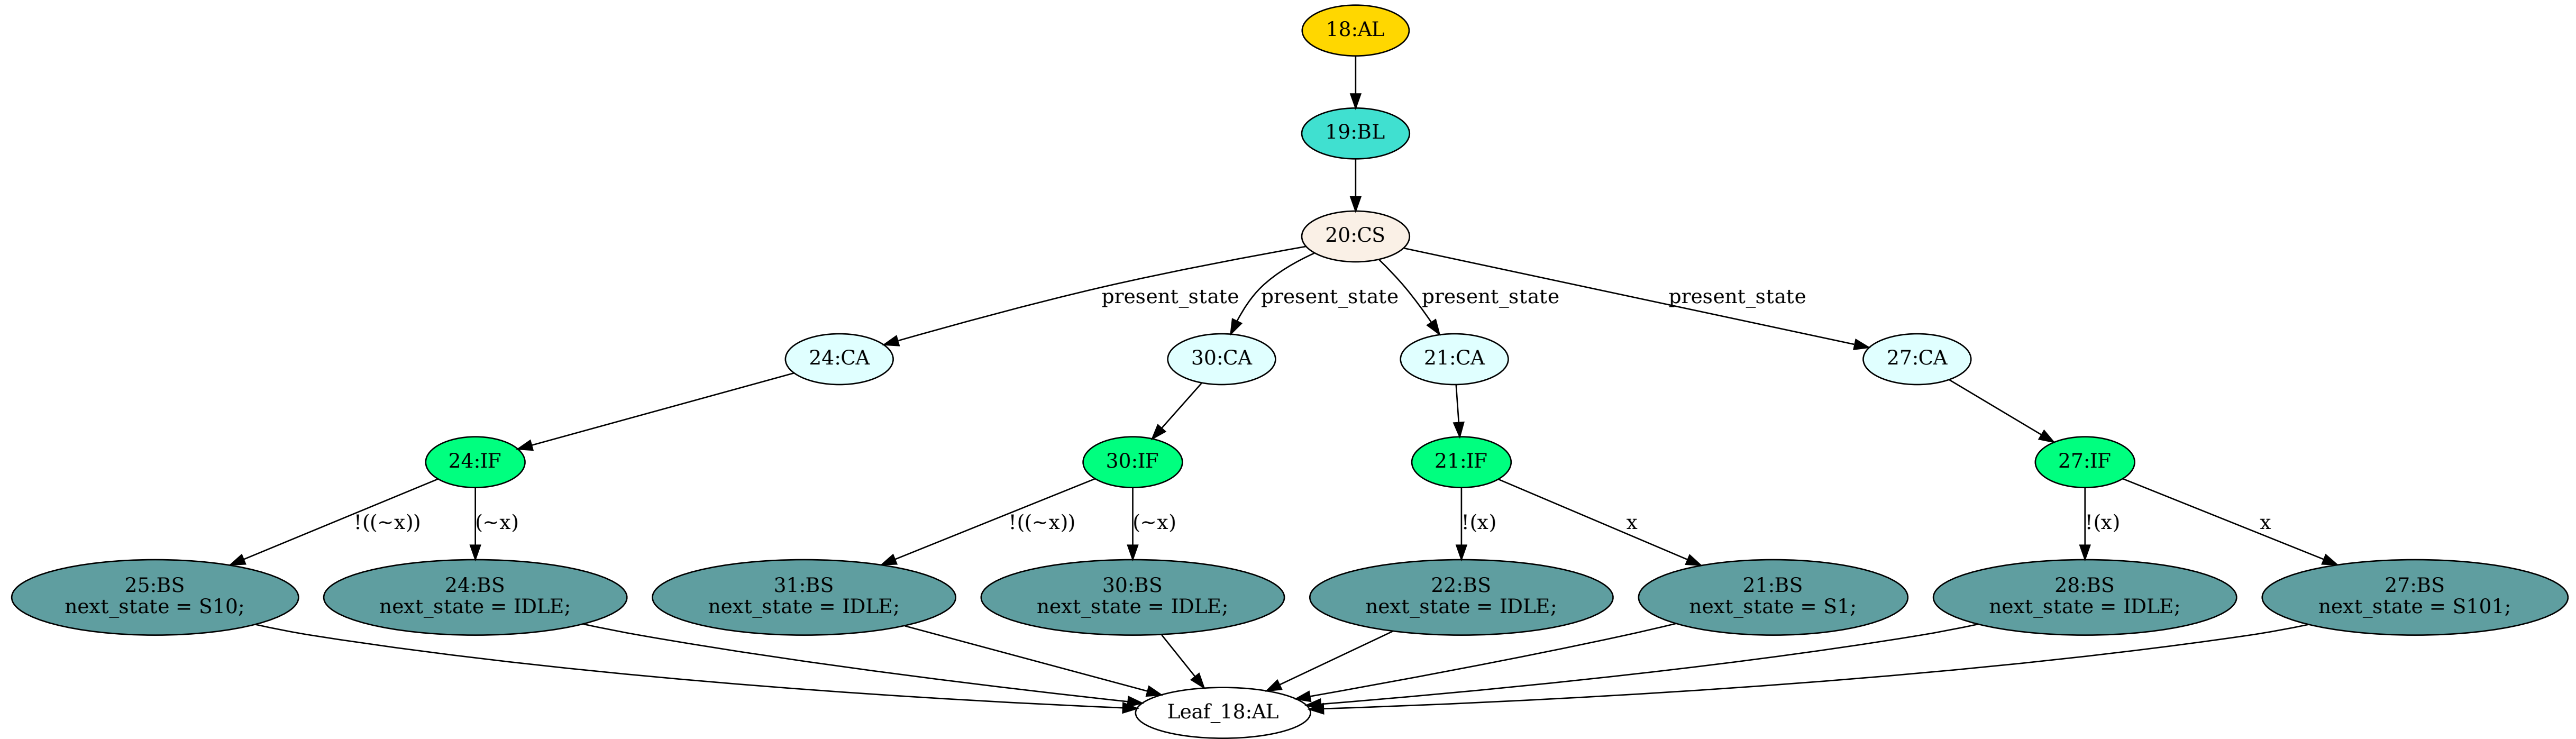 18:AL
19:BL
20:CS
present_state
present_state
present_state
present_state
24:CA
30:CA
21:CA
27:CA
24:IF
30:IF
21:IF
27:IF
!((~x))
(~x)
!((~x))
(~x)
!(x)
x
!(x)
x
25:BS
next_state = S10;
24:BS
next_state = IDLE;
31:BS
next_state = IDLE;
30:BS
next_state = IDLE;
22:BS
next_state = IDLE;
21:BS
next_state = S1;
28:BS
next_state = IDLE;
27:BS
next_state = S101;
Leaf_18:AL